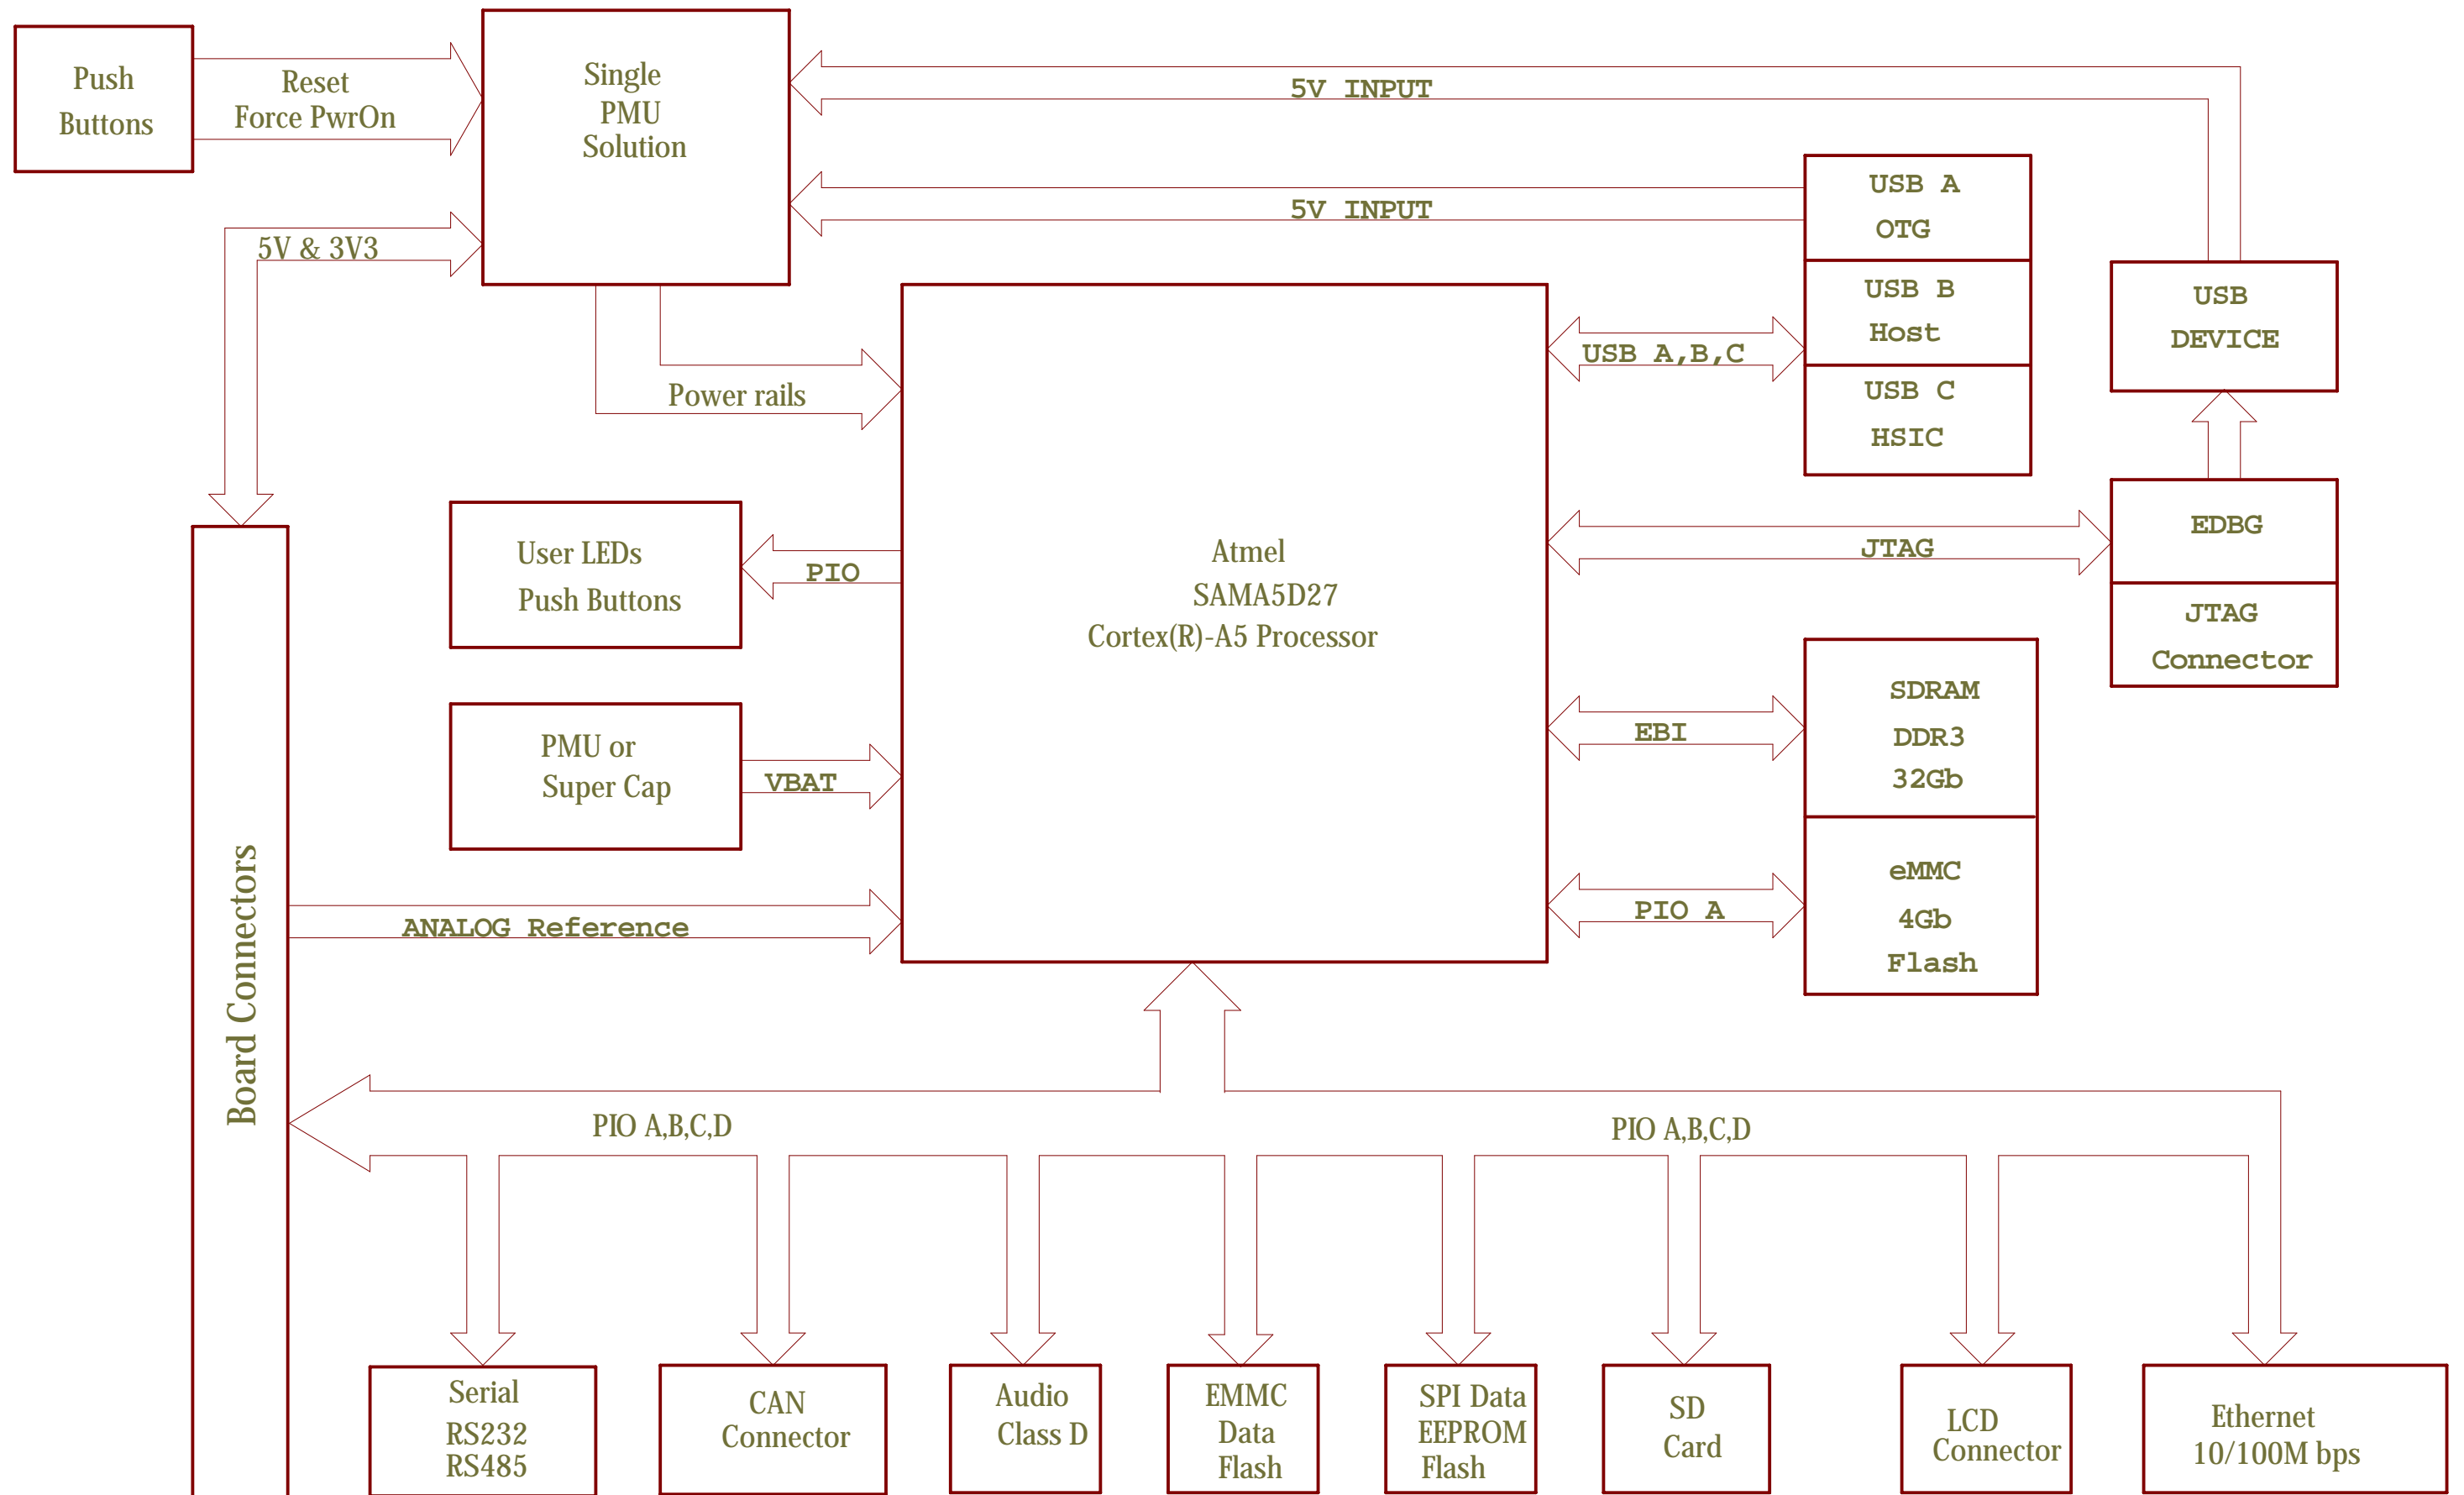 Push
Buttons
Reset
Force PwrOn
Single
PMU
Solution
5V INPUT
5V INPUT
USB A
OTG
USB B
Host
USB C
HSIC
USB
DEVICE
5V & 3V3
Power rails
USB A,B,C
User LEDs
Push Buttons
PIO
Atmel
SAMA5D27
Cortex(R)-A5 Processor
JTAG
EDBG
JTAG
Connector
PMU or
Super Cap
VBAT
EBI
SDRAM
DDR3
32Gb
PIO A
eMMC
4Gb
Flash
Board Connectors
ANALOG Reference
PIO A,B,C,D
PIO A,B,C,D
Serial
RS232
RS485
CAN
Connector
Audio
Class D
EMMC
Data
Flash
SPI Data
EEPROM
Flash
SD
Card
LCD
Connector
Ethernet
10/100M bps